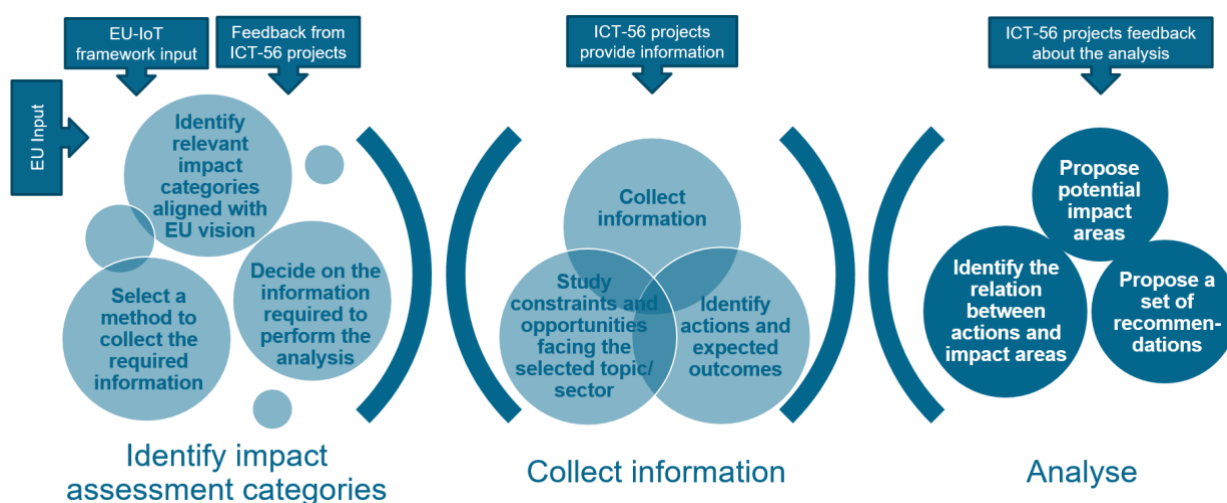 EU-IoT
framework input
Feedback from
ICT-56 projects
EU Input
Identify
relevant
impact
categories
aligned with
EU vision
Decide on the
information
required to
perform the
analysis
Select a
method to
collect the
required
information
Identify impact
assessment categories
ICT-56 projects
provide information
Collect
information
Study
constraints and
opportunities
facing the
selected topic/
sector
Identify
actions and
expected
outcomes
Collect information
ICT-56 projects feedback
about the analysis
Propose
potential
impact
areas
Identify the
relation
between
actions and
impact areas
Propose a
set of
recommen-
dations
Analyse